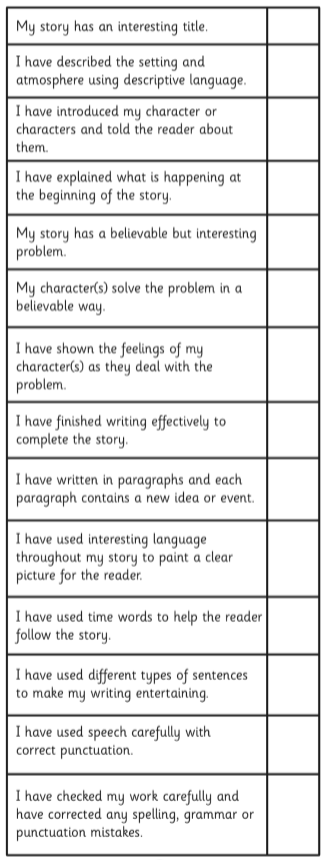 My story has an interesting title.
I have described the setting and
atmosphere using descriptive language.
I have introduced my character or
characters and told the reader about
them.
I have explained what is happening at
the beginning of the story.
My story has a believable but interesting
problem.
My character(s) solve the problem in a
believable way.
I have shown the feelings of my
character(s) as they deal with the
problem.
I have finished writing effectively to
complete the story.
I have written in paragraphs and each
paragraph contains a new idea or event.
I have used interesting language
throughout my story to paint a clear
picture for the reader.
I have used time words to help the reader
follow the story.
I have used different types of sentences
to make my writing entertaining.
I have used speech carefully with
correct punctuation.
I have checked my work carefully and
have corrected any spelling, grammar or
punctuation mistakes.